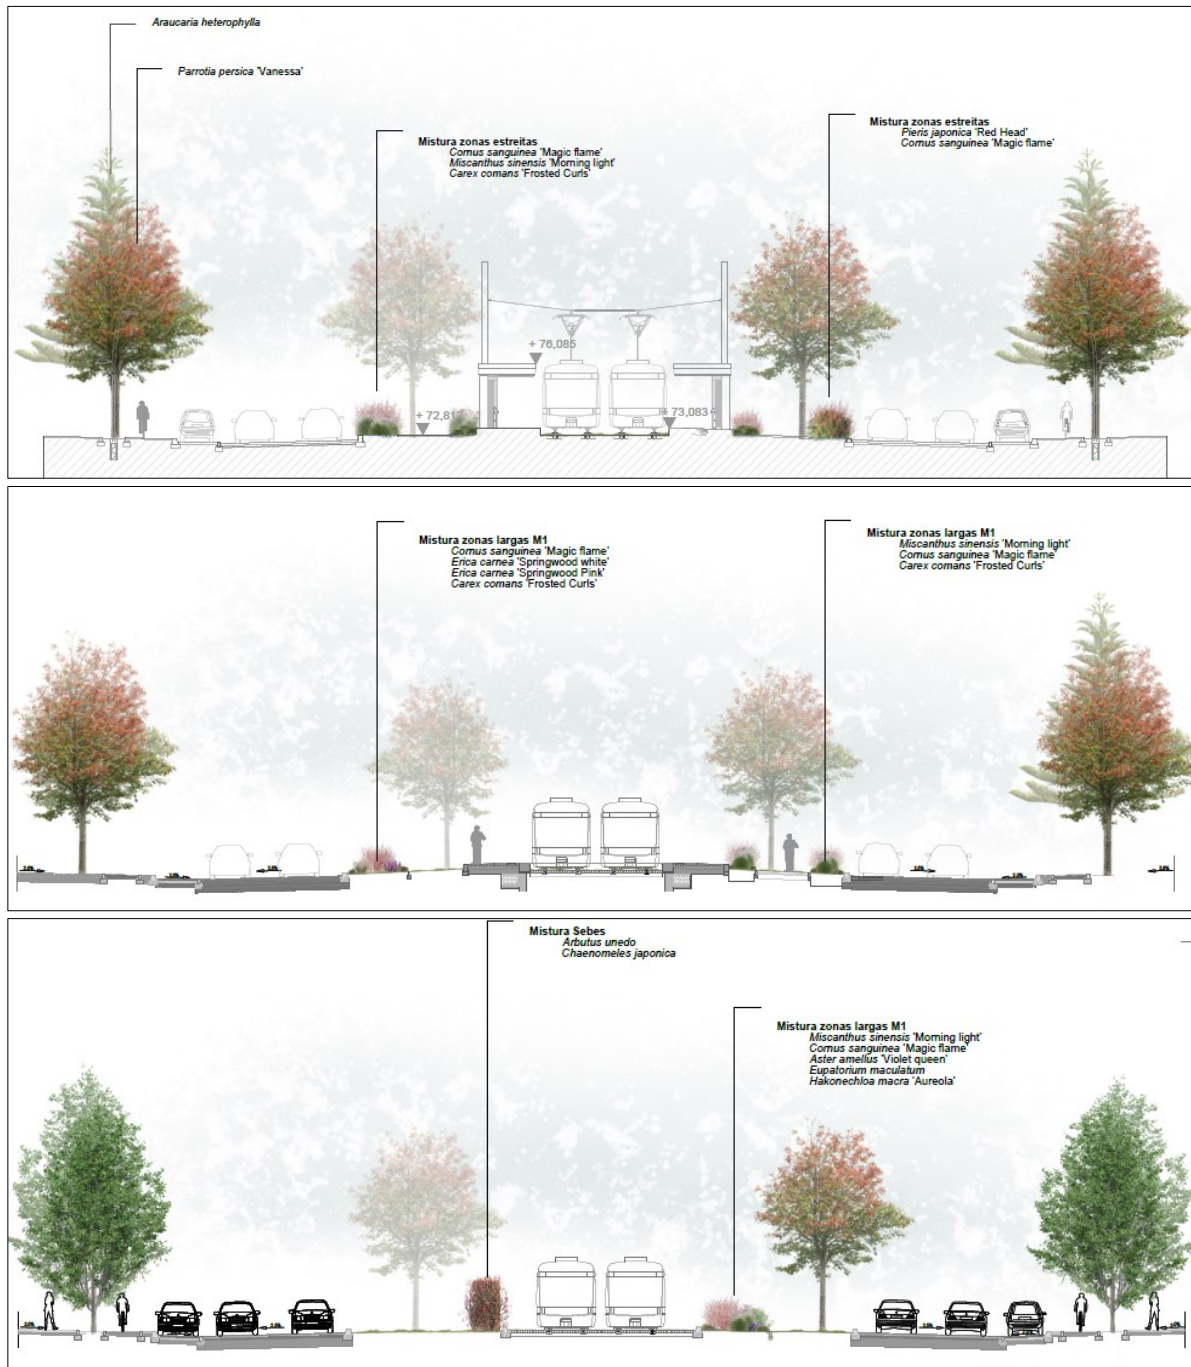 Araucaria heterophylla
Parrotia persica 'Vanessa'
Mistura zonas estreitas
Cornus sanguinea 'Magic flame'
Miscanthus sinensis 'Morning light'
Carex comans 'Frosted Curls'
Mistura zonas estreitas
Pieris japonica 'Red Head'
Cornus sanguinea 'Magic flame'
+ 76,085
+ 73,083
Mistura zonas largas M1
Cornus sanguinea 'Magic flame'
Erica carnea 'Springwood white'
Erica carnea 'Springwood Pink'
Carex comans 'Frosted Curls'
Mistura zonas largas M1
Miscanthus sinensis 'Morning light'
Cornus sanguinea 'Magic flame'
Carex comans 'Frosted Curls'
Mistura Sebes
Arbutus unedo
Chaenomeles japonica
Mistura zonas largas M1
Miscanthus sinensis 'Morning light'
Cornus sanguinea 'Magic flame'
Aster amellus 'Violet queen'
Eupatorium maculatum
Hakonechloa macra 'Aureola'